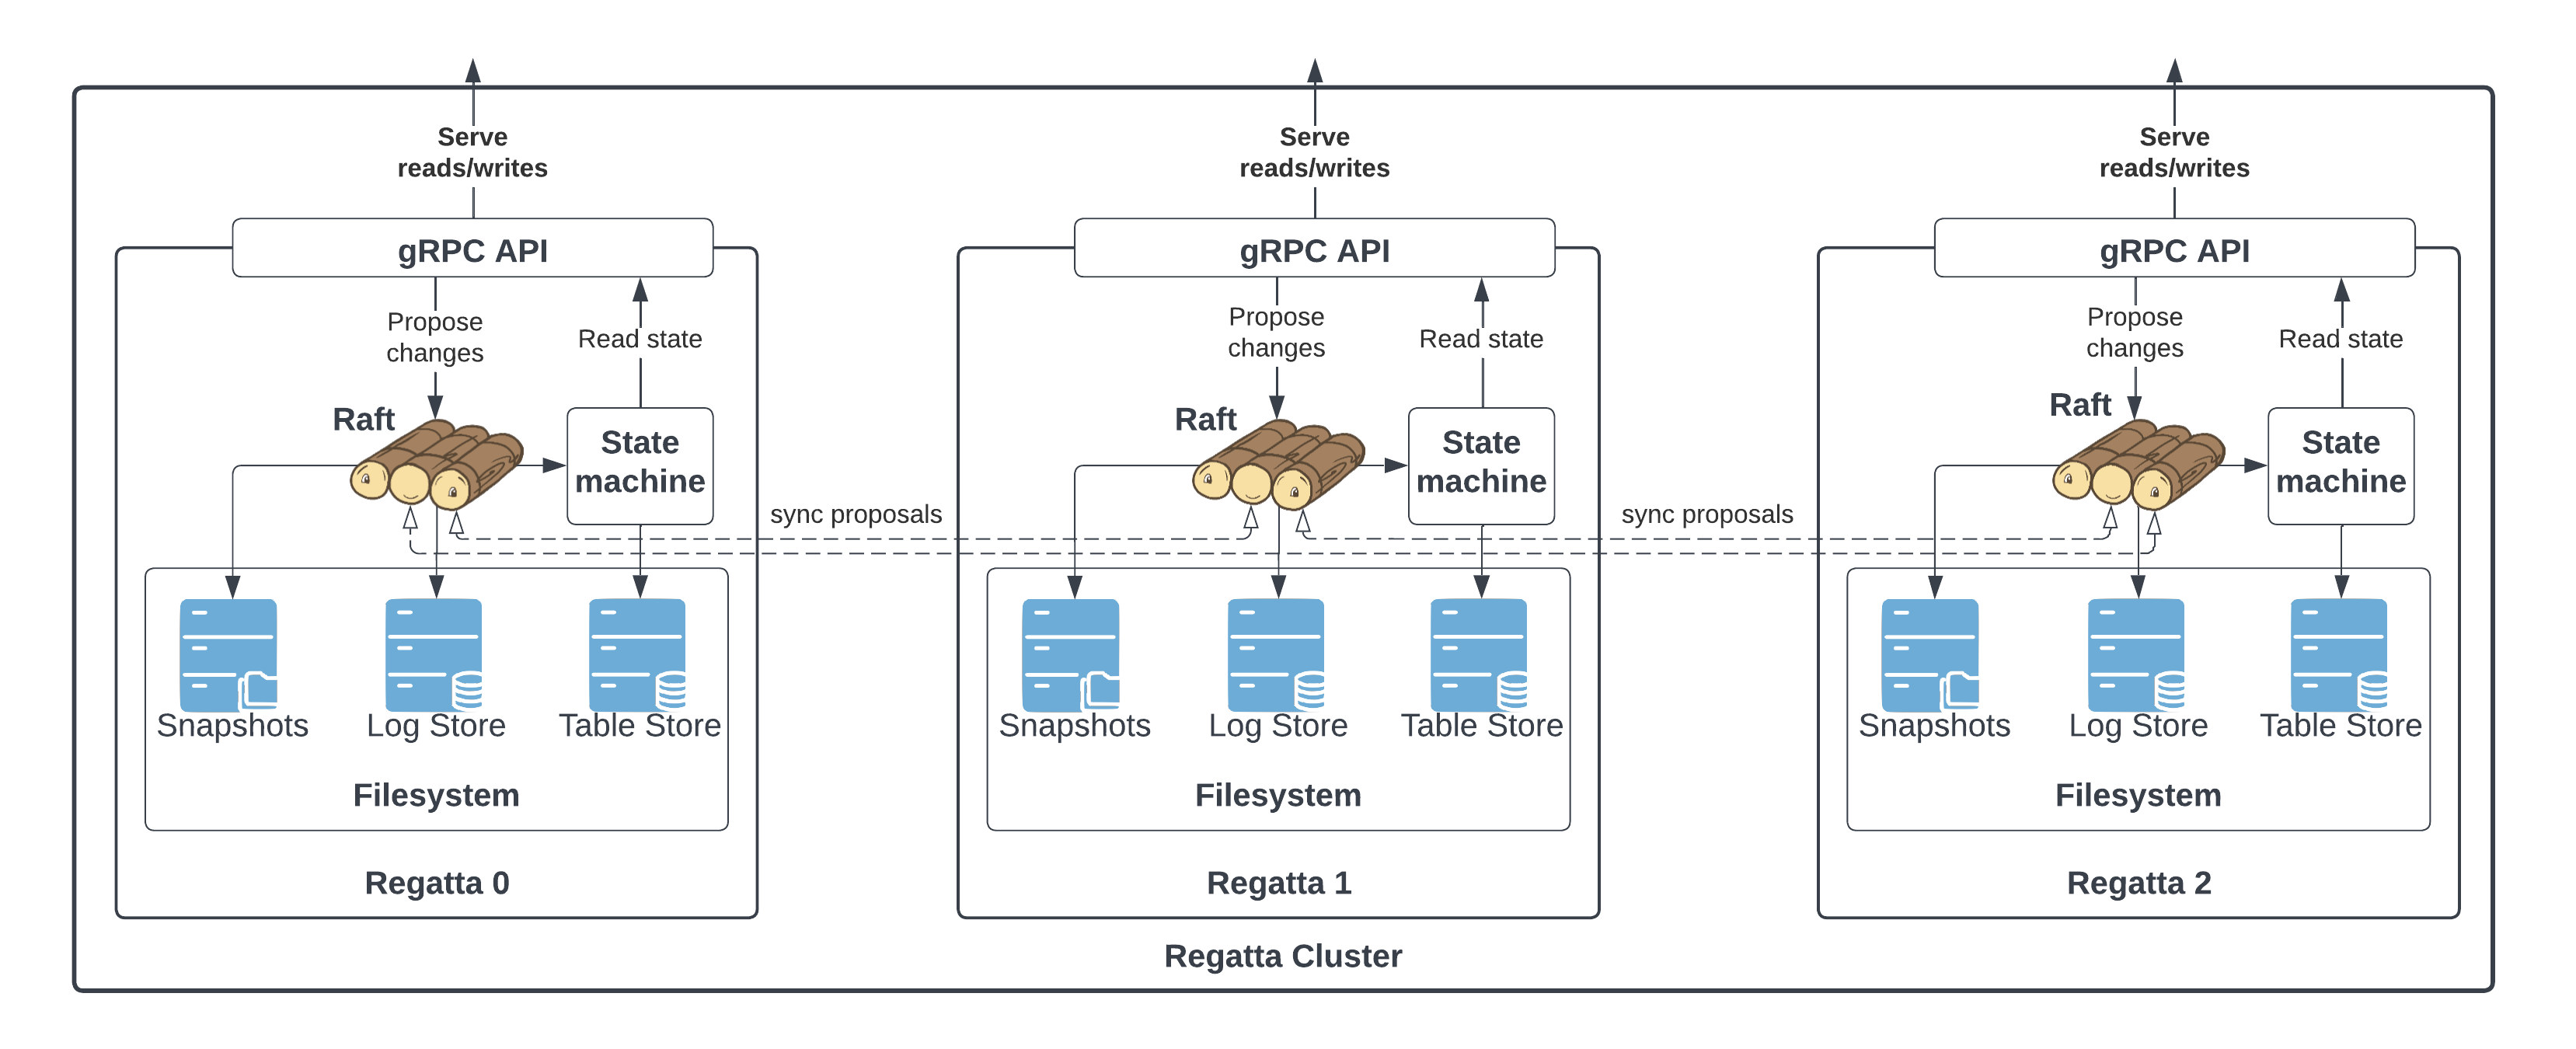 Serve
reads/writes
Serve
reads/writes
Serve
reads/writes
gRPC API
gRPC API
gRPC API
Propose
changes
Read state
Propose
changes
Read state
Propose
changes
Read state
Raft
State
machine
Raft
State
machine
Raft
State
machine
sync proposals
sync proposals
Snapshots
Log Store
Table Store
Snapshots
Log Store
Table Store
Snapshots
Log Store
Table Store
Filesystem
Filesystem
Filesystem
Regatta 0
Regatta 1
Regatta 2
Regatta Cluster